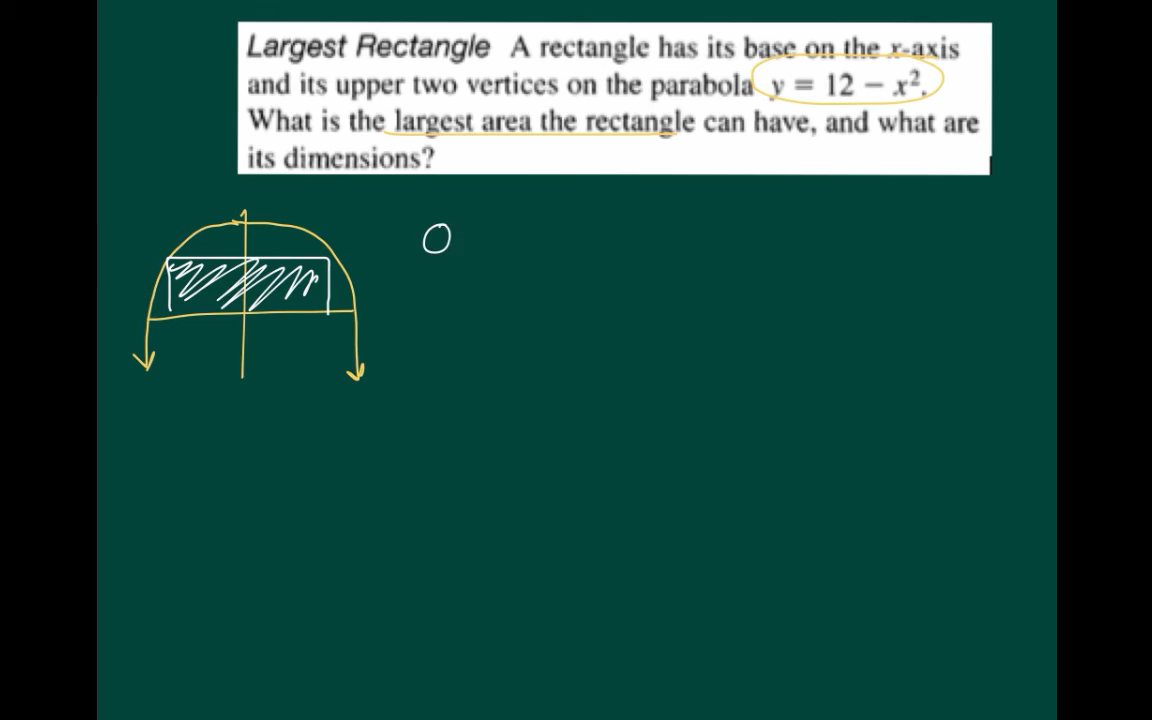 Largest Rectangle A rectangle has its base on the x-axis
and its upper two vertices on the parabola y = 12 − x².
What is the largest area the rectangle can have, and what are
its dimensions?
O